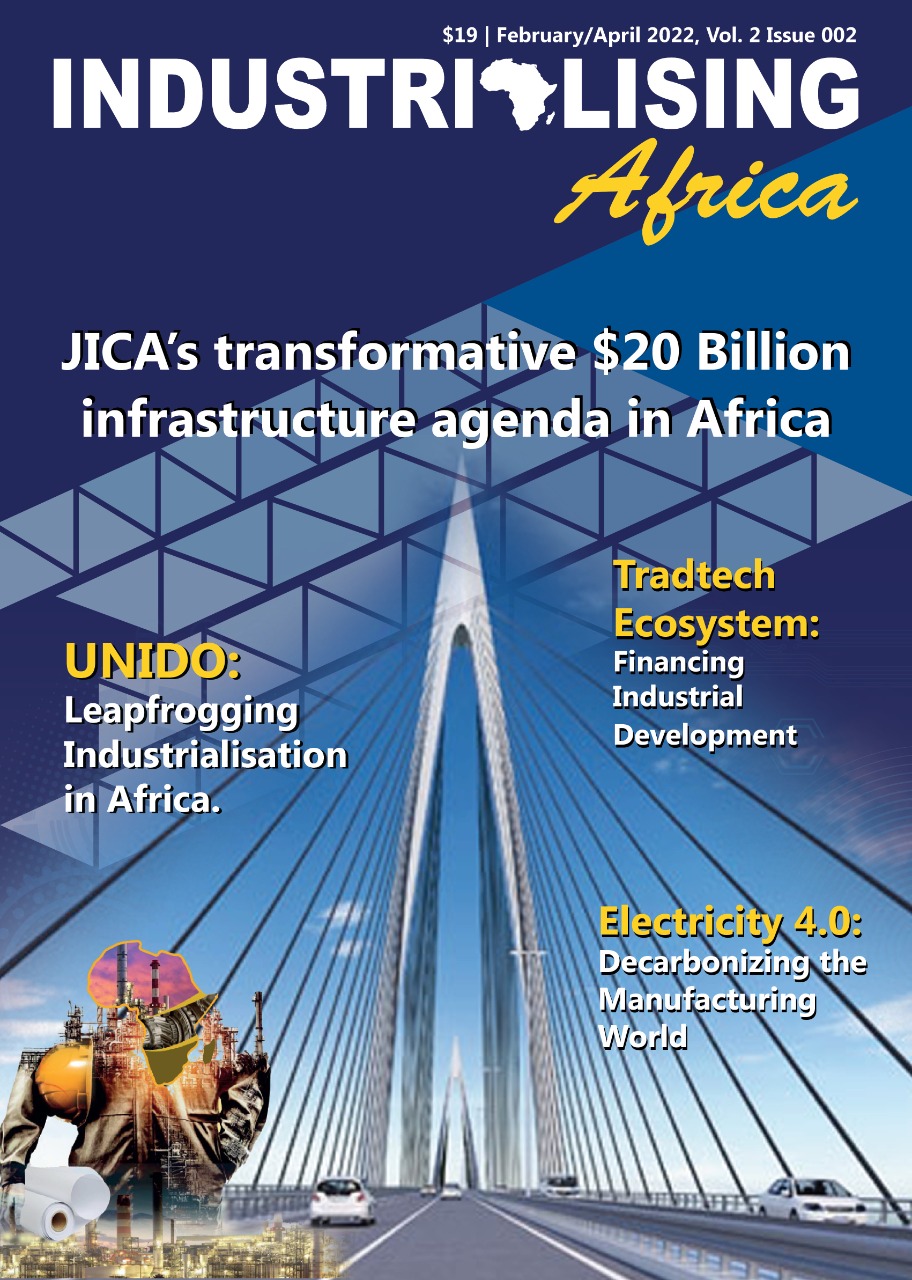 $19 | February/April 2022, Vol. 2 Issue 002
INDUSTRIALISING
Africa
JICA’s transformative $20 Billion
infrastructure agenda in Africa
Tradtech
Ecosystem:
Financing
Industrial
Development
UNIDO:
Leapfrogging
Industrialisation
in Africa.
Electricity 4.0:
Decarbonizing the
Manufacturing
World